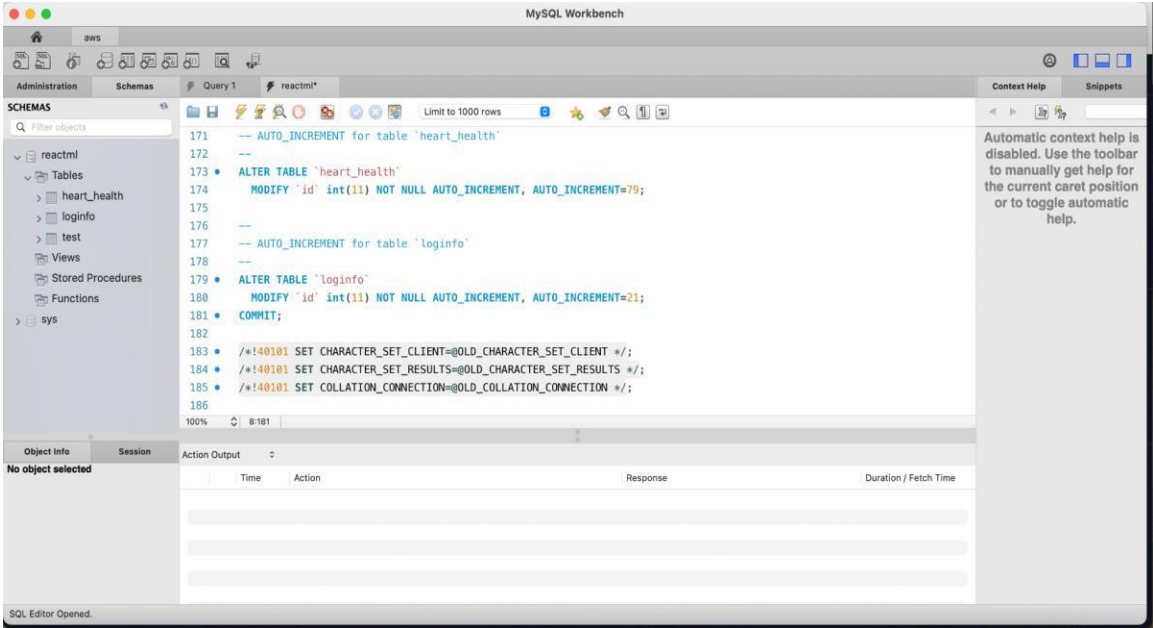 MySQL Workbench
aws
Administration Schemas
Query 1 reactml*
Context Help Snippets
SCHEMAS
Filter objects
Limit to 1000 rows
reactml
Tables
heart_health
loginfo
test
Views
Stored Procedures
Functions
sys
171 -- AUTO_INCREMENT for table `heart_health`
172 --
173 ALTER TABLE `heart_health`
174 MODIFY `id` int(11) NOT NULL AUTO_INCREMENT, AUTO_INCREMENT=79;
175
176 --
177 -- AUTO_INCREMENT for table `loginfo`
178 --
179 ALTER TABLE `loginfo`
180 MODIFY `id` int(11) NOT NULL AUTO_INCREMENT, AUTO_INCREMENT=21;
181 COMMIT;
182
183 /*!40101 SET CHARACTER_SET_CLIENT=@OLD_CHARACTER_SET_CLIENT */;
184 /*!40101 SET CHARACTER_SET_RESULTS=@OLD_CHARACTER_SET_RESULTS */;
185 /*!40101 SET COLLATION_CONNECTION=@OLD_COLLATION_CONNECTION */;
186
100% 8:181
Automatic context help is
disabled. Use the toolbar
to manually get help for
the current caret position
or to toggle automatic
help.
Object Info Session
No object selected
Action Output
Time Action Response Duration / Fetch Time
SQL Editor Opened.